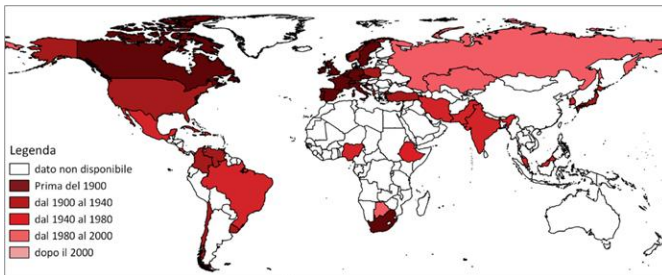 Legenda
dato non disponibile
Prima del 1900
dal 1900 al 1940
dal 1940 al 1980
dal 1980 al 2000
dopo il 2000